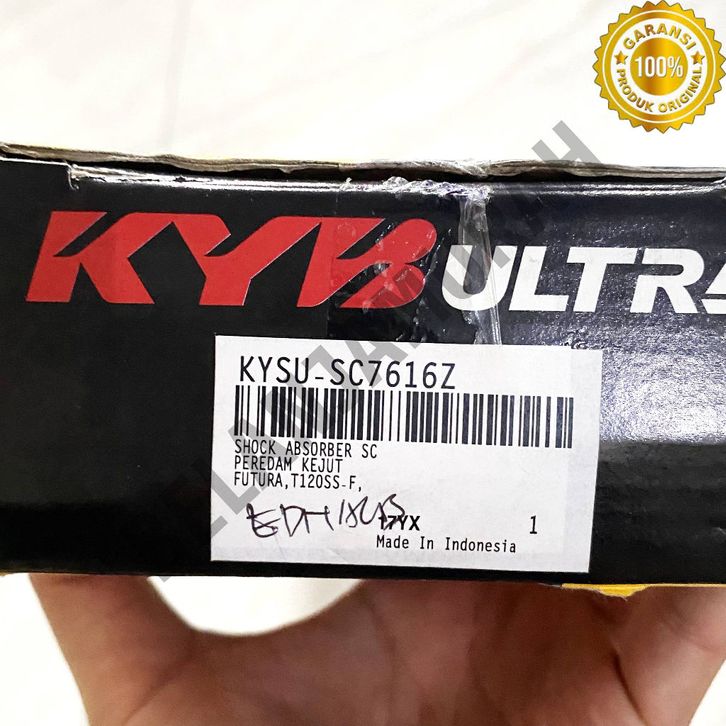 GARANSI
100%
PRODUK ORIGINAL
KYB ULTRA
KYSU-SC7616Z
SHOCK ABSORBER SC
PEREDAM KEJUT
FUTURA,T120SS-F,
17YX 1
Made In Indonesia